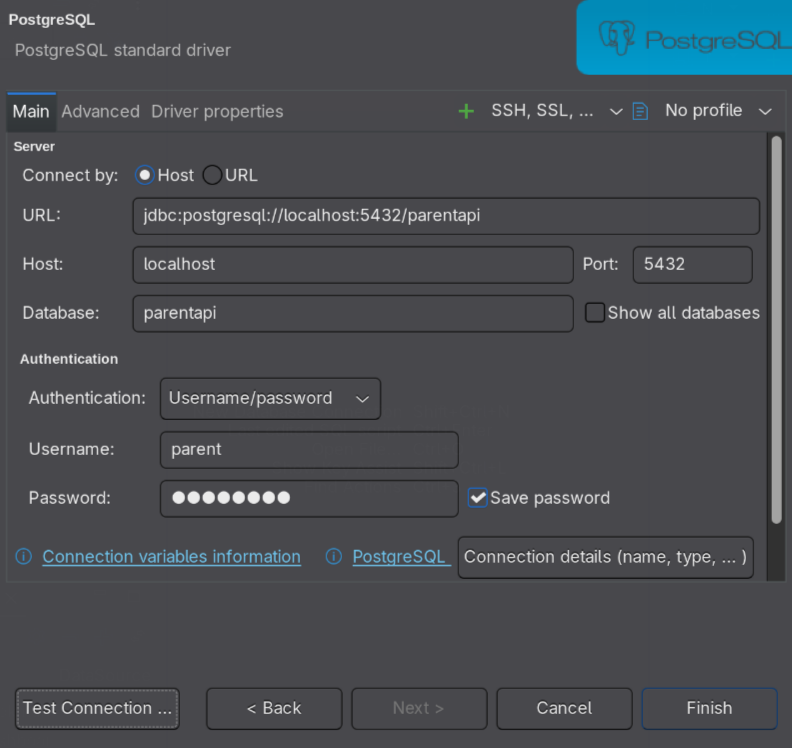 PostgreSQL
PostgreSQL standard driver
PostgreSQL
Main Advanced Driver properties SSH, SSL, ... No profile
Server
Connect by: Host URL
URL: jdbc:postgresql://localhost:5432/parentapi
Host: localhost Port: 5432
Database: parentapi Show all databases
Authentication
Authentication: Username/password
Username: parent
Password: ●●●●●●●● Save password
Connection variables information PostgreSQL Connection details (name, type, ... )
Test Connection ... < Back Next > Cancel Finish